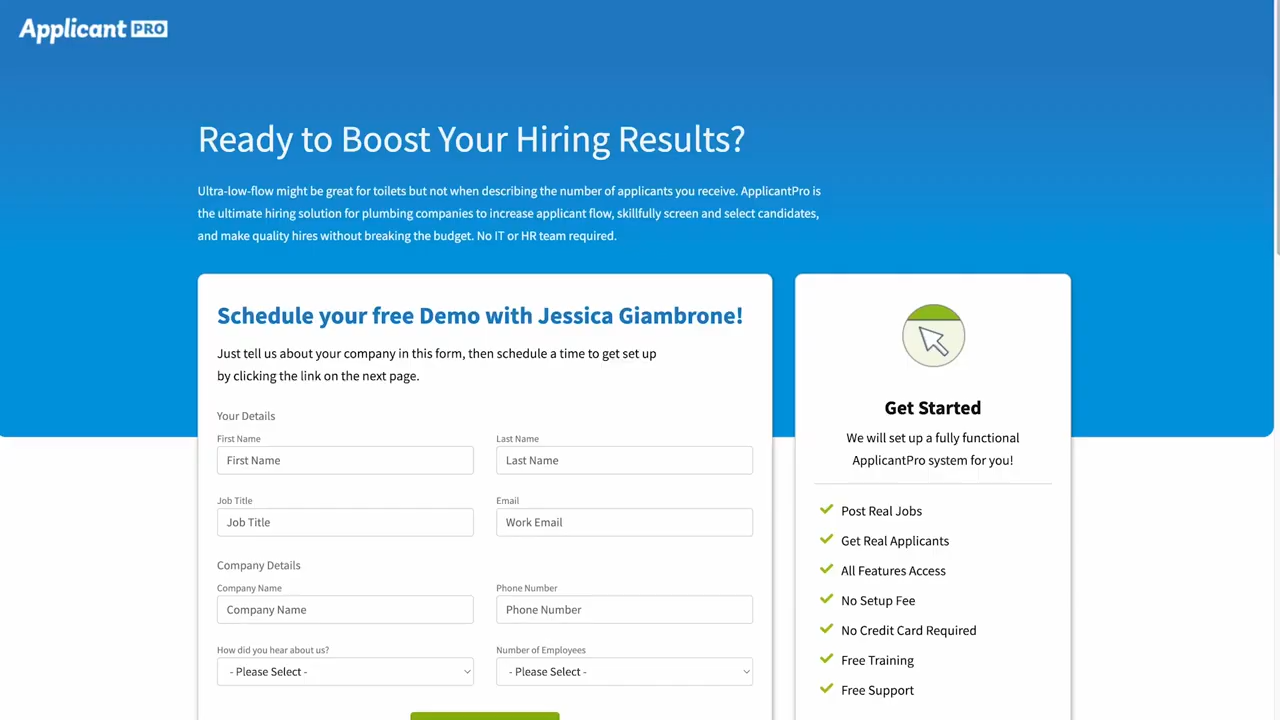 Applicant PRO
Ready to Boost Your Hiring Results?
Ultra-low-flow might be great for toilets but not when describing the number of applicants you receive. ApplicantPro is
the ultimate hiring solution for plumbing companies to increase applicant flow, skillfully screen and select candidates,
and make quality hires without breaking the budget. No IT or HR team required.
Schedule your free Demo with Jessica Giambrone!
Just tell us about your company in this form, then schedule a time to get set up
by clicking the link on the next page.
Your Details
First Name
Last Name
First Name
Last Name
Job Title
Email
Job Title
Work Email
Company Details
Company Name
Phone Number
Company Name
Phone Number
How did you hear about us?
Number of Employees
- Please Select -
- Please Select -
Get Started
We will set up a fully functional
ApplicantPro system for you!
Post Real Jobs
Get Real Applicants
All Features Access
No Setup Fee
No Credit Card Required
Free Training
Free Support